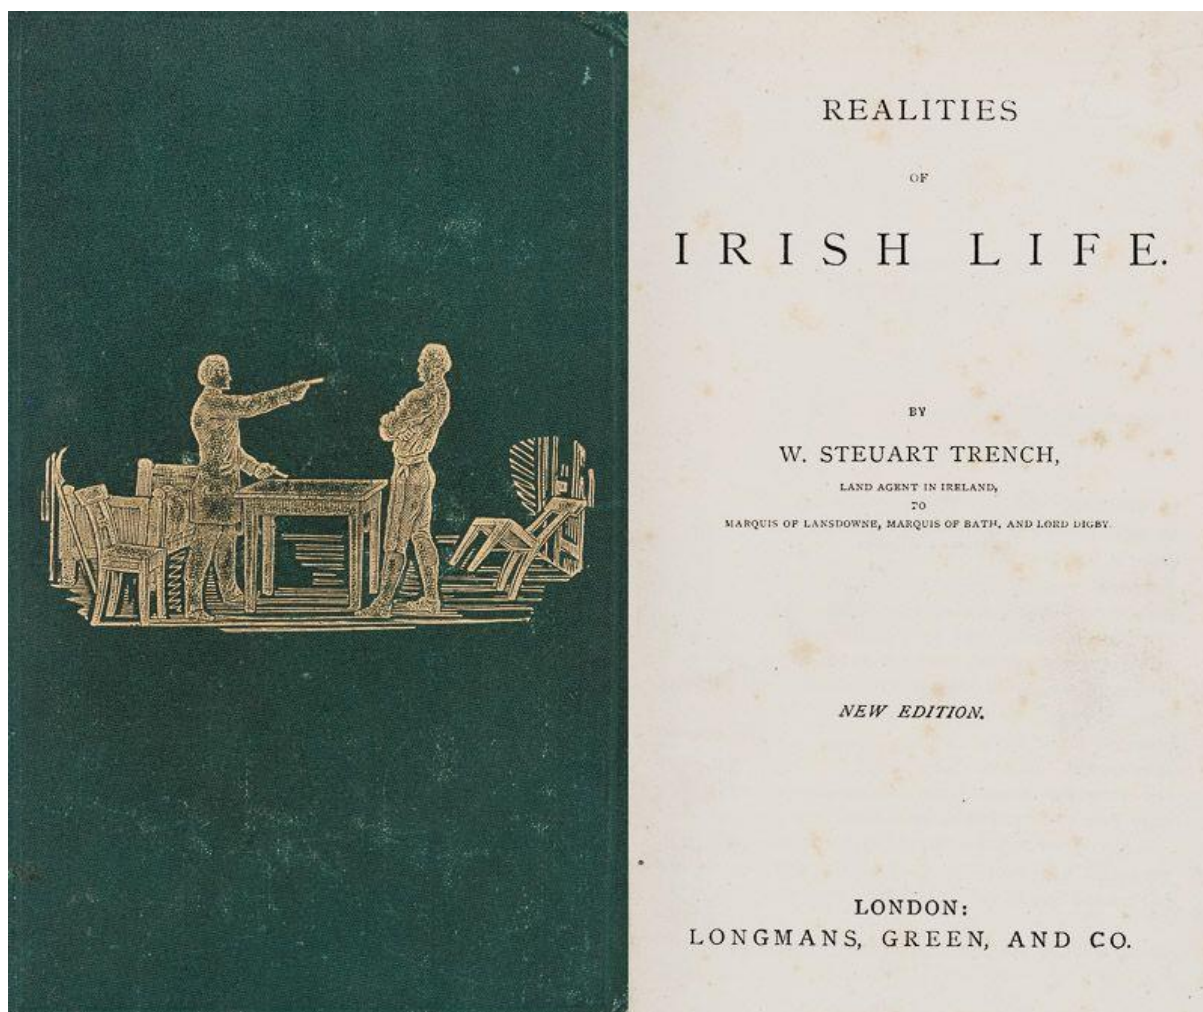 REALITIES
OF
IRISH LIFE.
BY
W. STEUART TRENCH,
LAND AGENT IN IRELAND,
TO
MARQUIS OF LANSDOWNE, MARQUIS OF BATH, AND LORD DIGBY.
NEW EDITION.
LONDON:
LONGMANS, GREEN, AND CO.